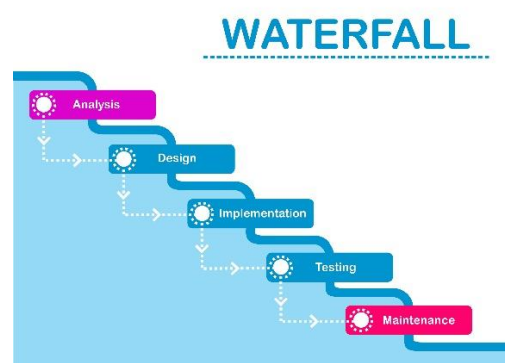 WATERFALL
Analysis
Design
Implementation
Testing
Maintenance